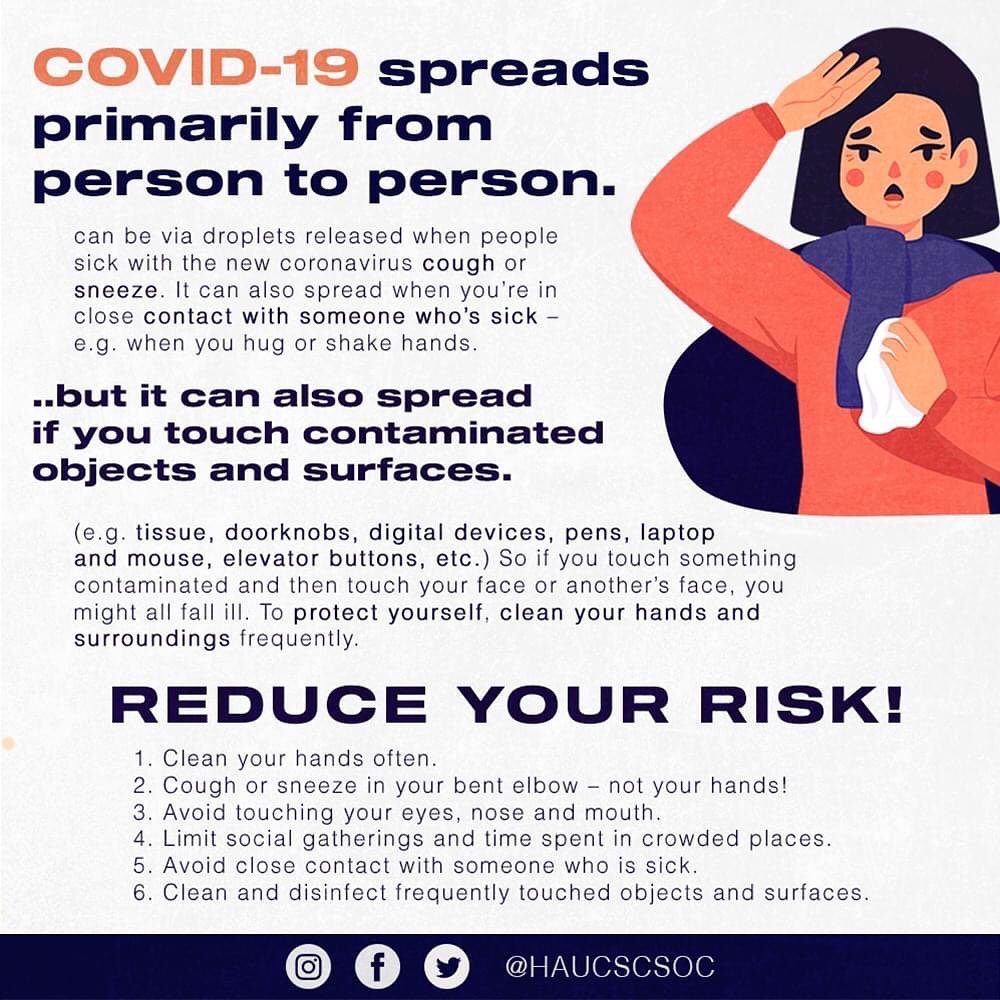 COVID-19 spreads
primarily from
person to person.
can be via droplets released when people
sick with the new coronavirus cough or
sneeze. It can also spread when you're in
close contact with someone who's sick –
e.g. when you hug or shake hands.
..but it can also spread
if you touch contaminated
objects and surfaces.
(e.g. tissue, doorknobs, digital devices, pens, laptop
and mouse, elevator buttons, etc.) So if you touch something
contaminated and then touch your face or another's face, you
might all fall ill. To protect yourself, clean your hands and
surroundings frequently.
REDUCE YOUR RISK!
1. Clean your hands often.
2. Cough or sneeze in your bent elbow – not your hands!
3. Avoid touching your eyes, nose and mouth.
4. Limit social gatherings and time spent in crowded places.
5. Avoid close contact with someone who is sick.
6. Clean and disinfect frequently touched objects and surfaces.
@HAUCSCSOC